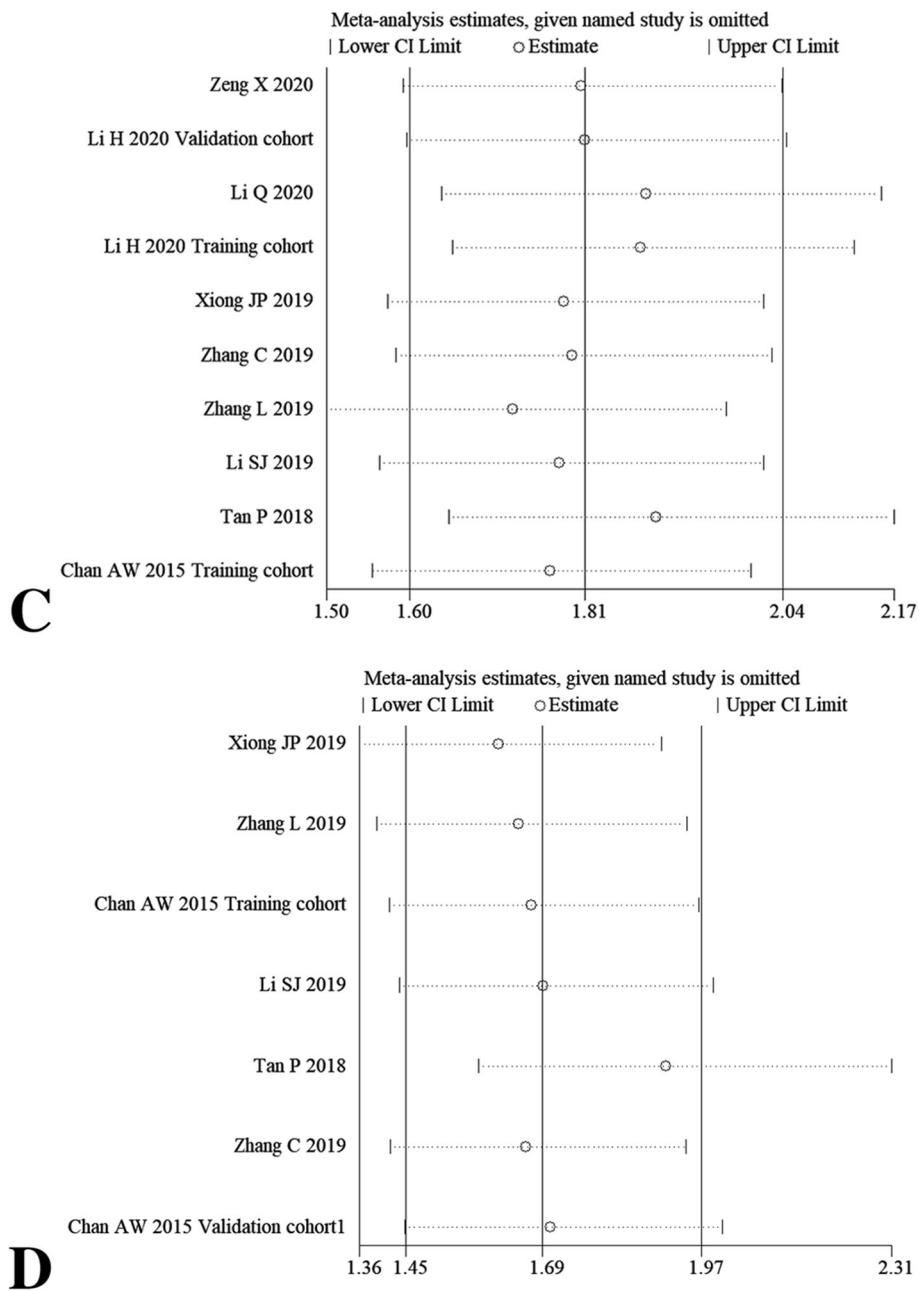 Meta-analysis estimates, given named study is omitted
| Lower CI Limit ○ Estimate | Upper CI Limit
Zeng X 2020
Li H 2020 Validation cohort
Li Q 2020
Li H 2020 Training cohort
Xiong JP 2019
Zhang C 2019
Zhang L 2019
Li SJ 2019
Tan P 2018
Chan AW 2015 Training cohort
C
1.50 1.60 1.81 2.04 2.17
Meta-analysis estimates, given named study is omitted
| Lower CI Limit ○ Estimate | Upper CI Limit
Xiong JP 2019
Zhang L 2019
Chan AW 2015 Training cohort
Li SJ 2019
Tan P 2018
Zhang C 2019
Chan AW 2015 Validation cohort1
D
1.36 1.45 1.69 1.97 2.31